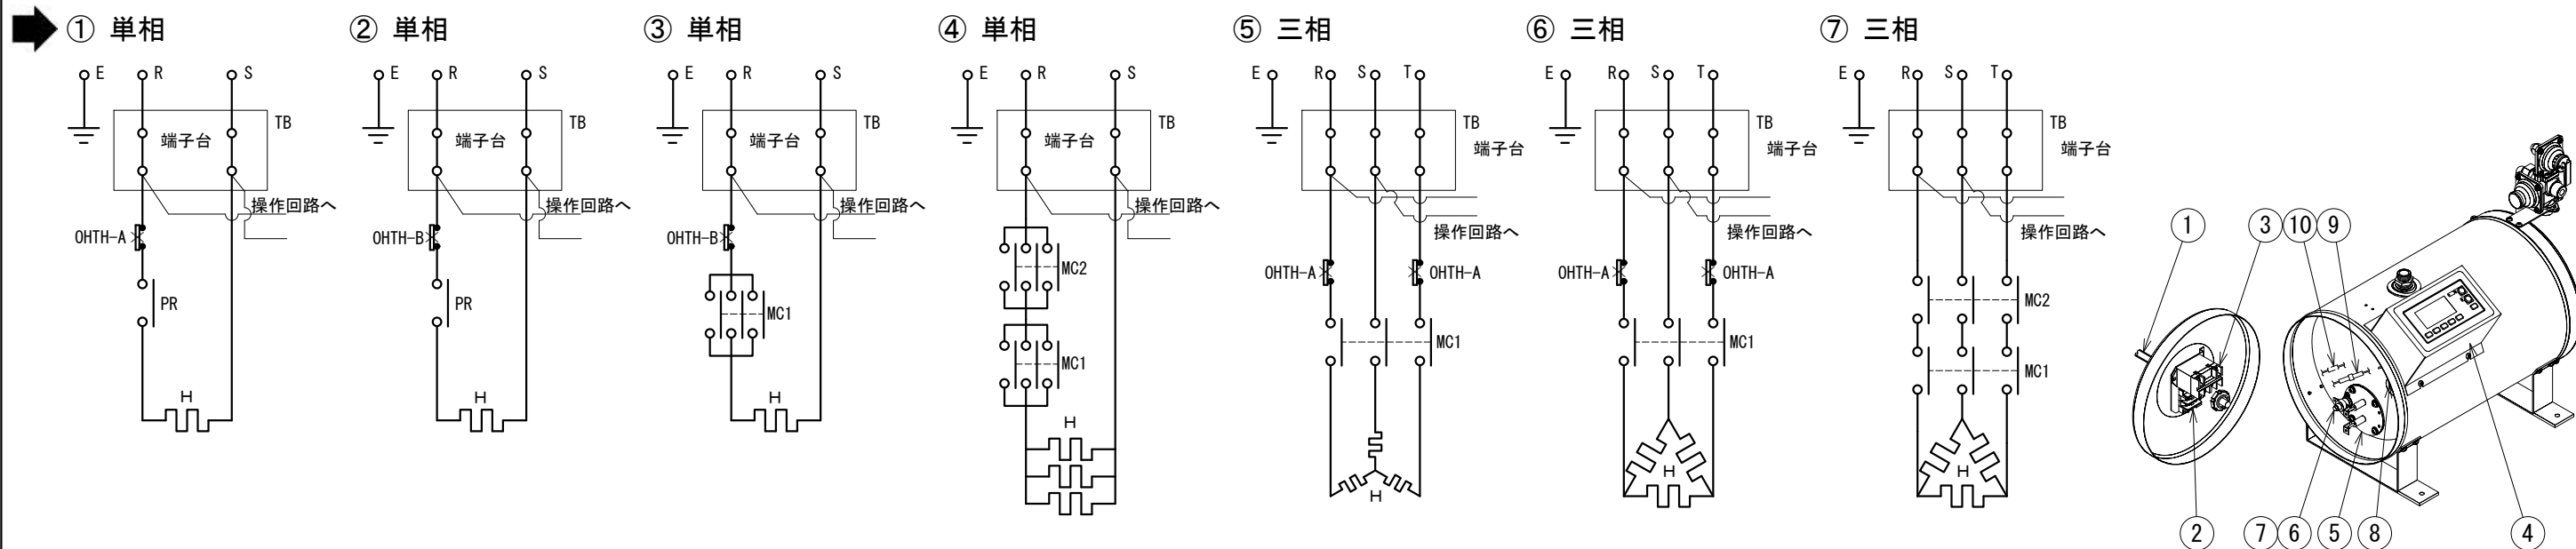 ① 単相
② 単相
③ 単相
④ 単相
⑤ 三相
⑥ 三相
⑦ 三相
E R S
E R S
E R S
E R S
E R S T
E R S T
E R S T
TB
端子台
TB
端子台
TB
端子台
TB
端子台
TB
端子台
TB
端子台
TB
端子台
操作回路へ
操作回路へ
操作回路へ
操作回路へ
操作回路へ
操作回路へ
操作回路へ
OHTH-A
PR
H
OHTH-B
PR
H
OHTH-B
MC1
H
MC2
MC1
H
OHTH-A OHTH-A
MC1
H
OHTH-A OHTH-A
MC1
H
MC2
MC1
H
① ③ ⑩ ⑨
② ⑦ ⑥ ⑤ ⑧ ④